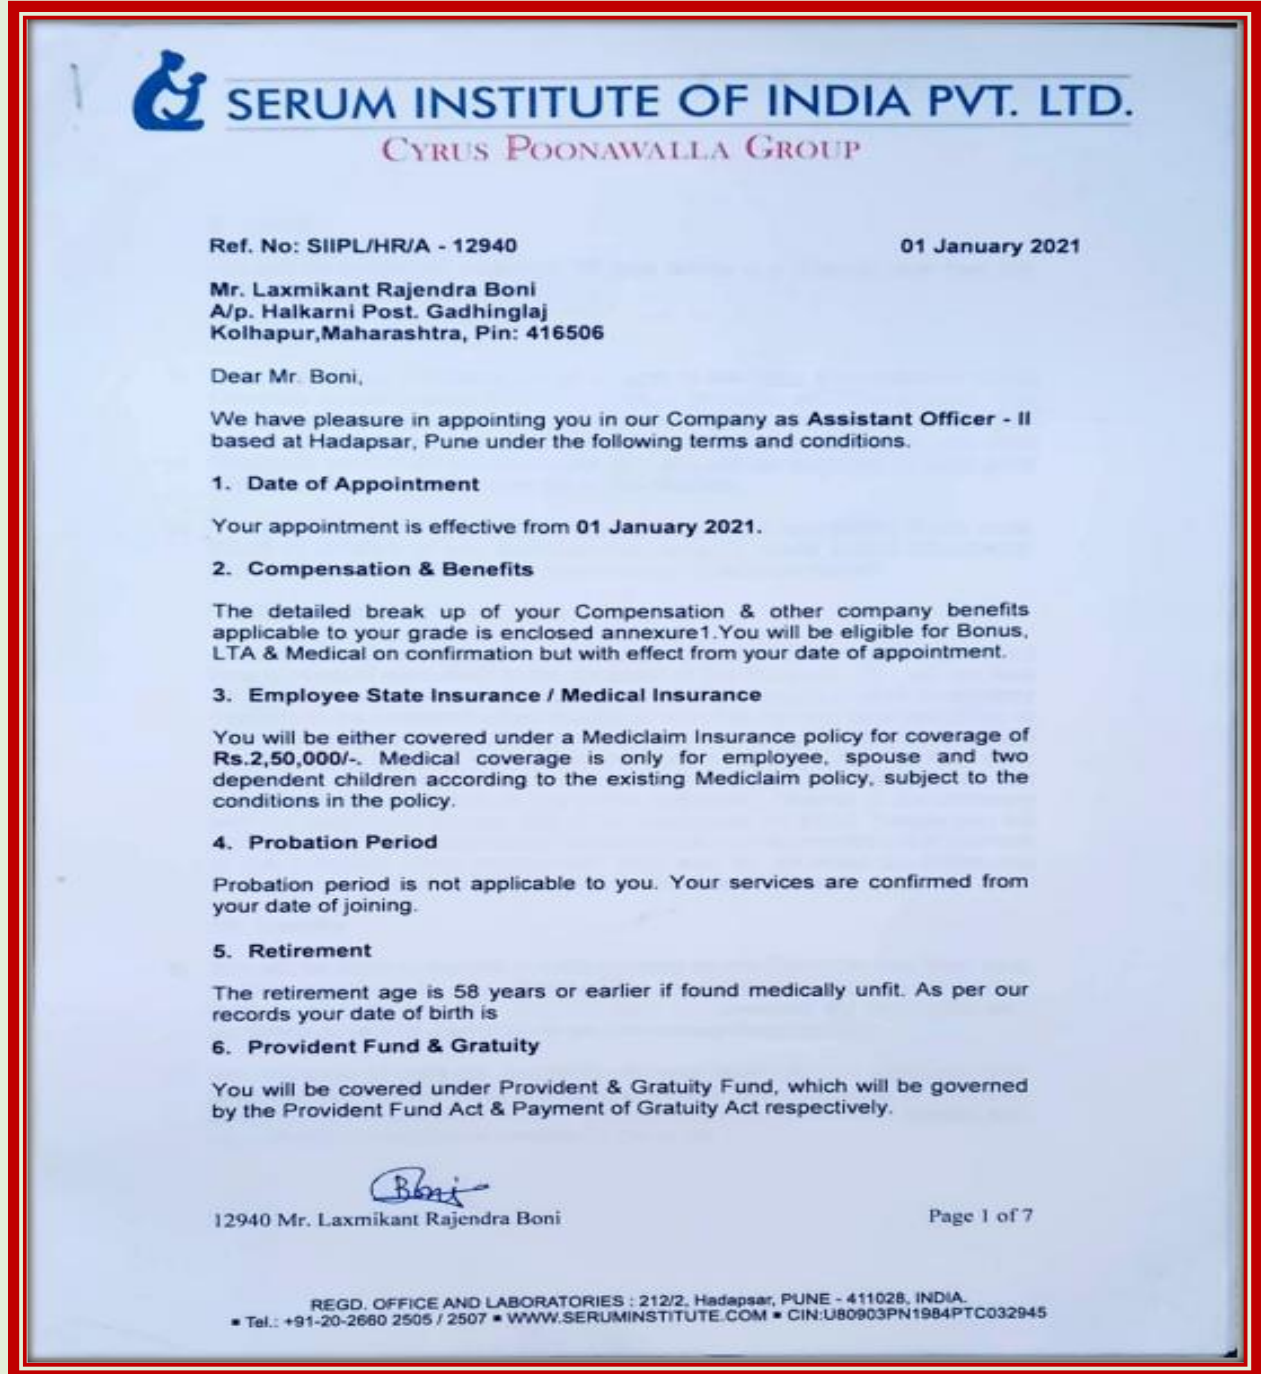 SERUM INSTITUTE OF INDIA PVT. LTD.
CYRUS POONAWALLA GROUP
Ref. No: SIIPL/HR/A - 12940 01 January 2021
Mr. Laxmikant Rajendra Boni
A/p. Halkarni Post. Gadhinglaj
Kolhapur,Maharashtra, Pin: 416506
Dear Mr. Boni,
We have pleasure in appointing you in our Company as Assistant Officer - II
based at Hadapsar, Pune under the following terms and conditions.
1. Date of Appointment
Your appointment is effective from 01 January 2021.
2. Compensation & Benefits
The detailed break up of your Compensation & other company benefits
applicable to your grade is enclosed annexure1.You will be eligible for Bonus,
LTA & Medical on confirmation but with effect from your date of appointment.
3. Employee State Insurance / Medical Insurance
You will be either covered under a Mediclaim Insurance policy for coverage of
Rs.2,50,000/-. Medical coverage is only for employee, spouse and two
dependent children according to the existing Mediclaim policy, subject to the
conditions in the policy.
4. Probation Period
Probation period is not applicable to you. Your services are confirmed from
your date of joining.
5. Retirement
The retirement age is 58 years or earlier if found medically unfit. As per our
records your date of birth is
6. Provident Fund & Gratuity
You will be covered under Provident & Gratuity Fund, which will be governed
by the Provident Fund Act & Payment of Gratuity Act respectively.
Boni
12940 Mr. Laxmikant Rajendra Boni Page 1 of 7
REGD. OFFICE AND LABORATORIES : 212/2, Hadapsar, PUNE - 411028, INDIA.
▪ Tel.: +91-20-2660 2505 / 2507 ▪ WWW.SERUMINSTITUTE.COM ▪ CIN:U80903PN1984PTC032945